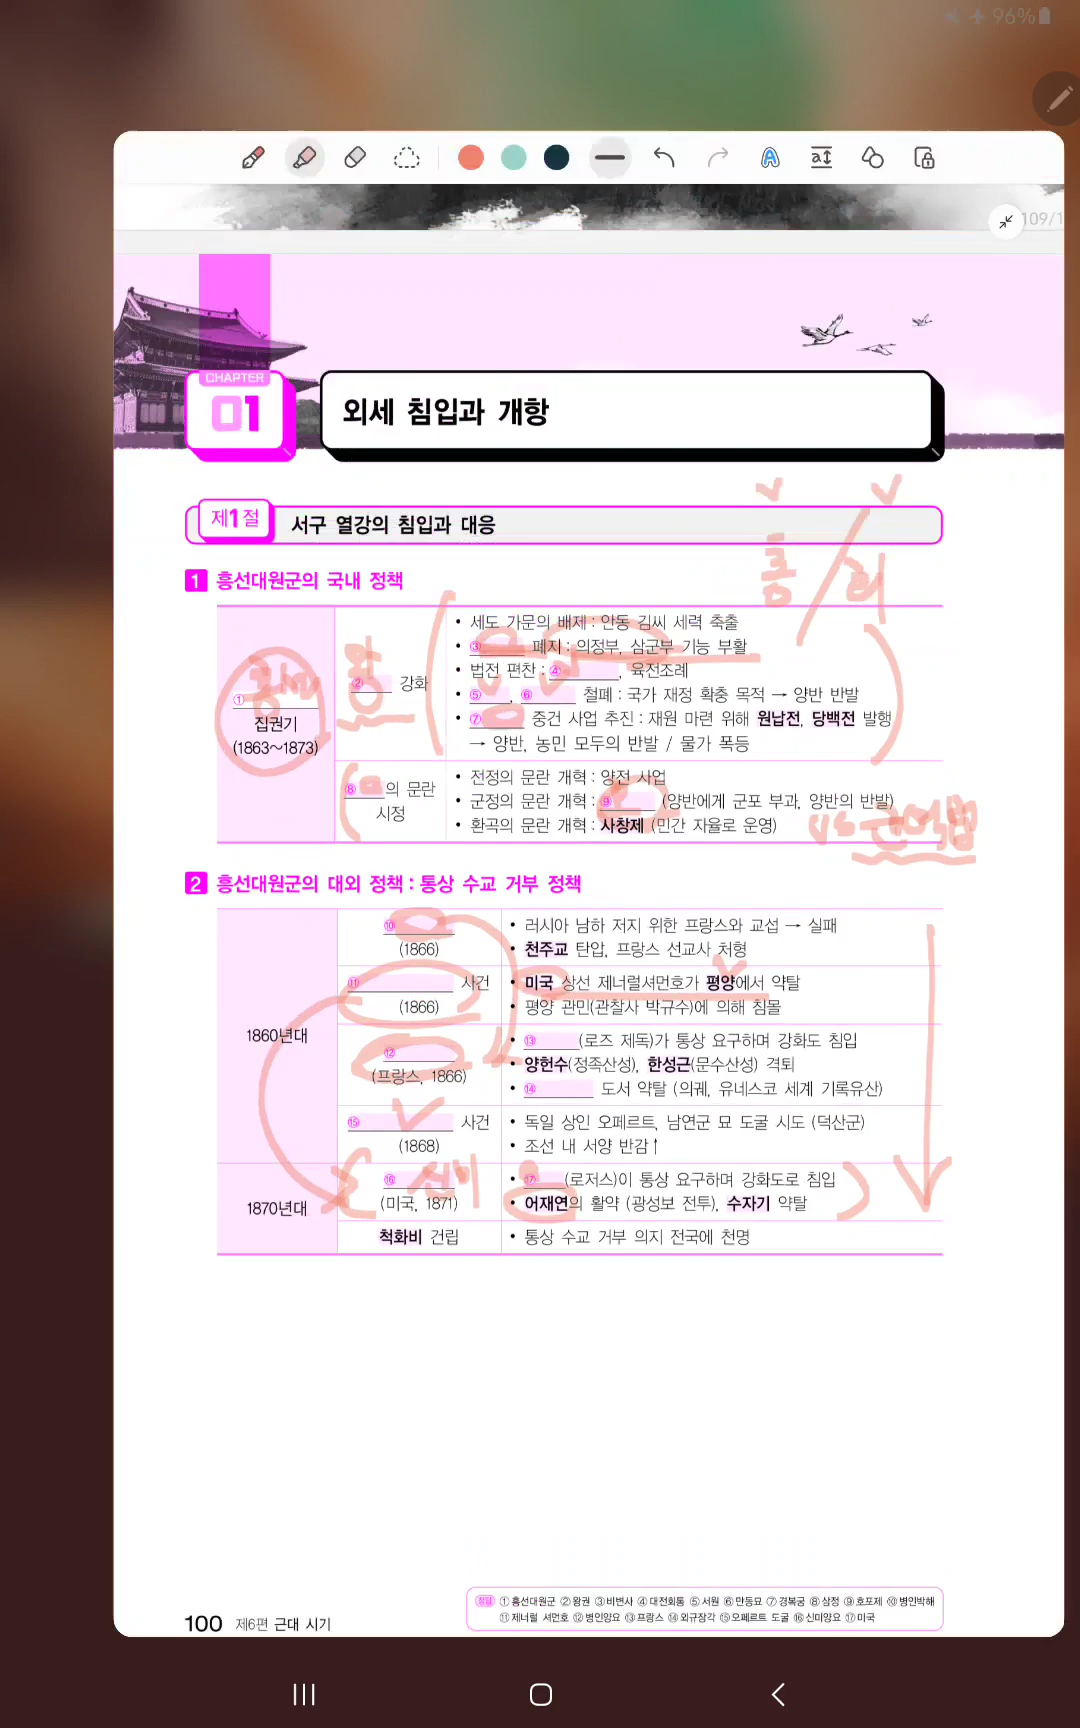 96%
109/1
CHAPTER
01
외세 침입과 개항
제1절 서구 열강의 침입과 대응
1 흥선대원군의 국내 정책
①
집권기
(1863~1873)
② 강화
• 세도 가문의 배제 : 안동 김씨 세력 축출
• ③ 폐지 : 의정부, 삼군부 기능 부활
• 법전 편찬 : ④ , 육전조례
• ⑤ , ⑥ 철폐 : 국가 재정 확충 목적 → 양반 반발
• ⑦ 중건 사업 추진 : 재원 마련 위해 원납전, 당백전 발행
→ 양반, 농민 모두의 반발 / 물가 폭등
⑧ 의 문란
시정
• 전정의 문란 개혁 : 양전 사업
• 군정의 문란 개혁 : ⑨ (양반에게 군포 부과, 양반의 반발)
• 환곡의 문란 개혁 : 사창제 (민간 자율로 운영)
vs 균역법
2 흥선대원군의 대외 정책 : 통상 수교 거부 정책
1860년대
⑩
(1866)
• 러시아 남하 저지 위한 프랑스와 교섭 → 실패
• 천주교 탄압, 프랑스 선교사 처형
⑪ 사건
(1866)
• 미국 상선 제너럴셔먼호가 평양에서 약탈
• 평양 관민(관찰사 박규수)에 의해 침몰
⑫
(프랑스, 1866)
• ⑬ (로즈 제독)가 통상 요구하며 강화도 침입
• 양헌수(정족산성), 한성근(문수산성) 격퇴
• ⑭ 도서 약탈 (의궤, 유네스코 세계 기록유산)
⑮ 사건
(1868)
• 독일 상인 오페르트, 남연군 묘 도굴 시도 (덕산군)
• 조선 내 서양 반감↑
1870년대
⑯ 신미
(미국, 1871)
• ⑰ (로저스)이 통상 요구하며 강화도로 침입
• 어재연의 활약 (광성보 전투), 수자기 약탈
척화비 건립
• 통상 수교 거부 의지 전국에 천명
정답 ① 흥선대원군 ② 왕권 ③ 비변사 ④ 대전회통 ⑤ 서원 ⑥ 만동묘 ⑦ 경복궁 ⑧ 삼정 ⑨ 호포제 ⑩ 병인박해
⑪ 제너럴 셔먼호 ⑫ 병인양요 ⑬ 프랑스 ⑭ 외규장각 ⑮ 오페르트 도굴 ⑯ 신미양요 ⑰ 미국
100 제6편 근대 시기